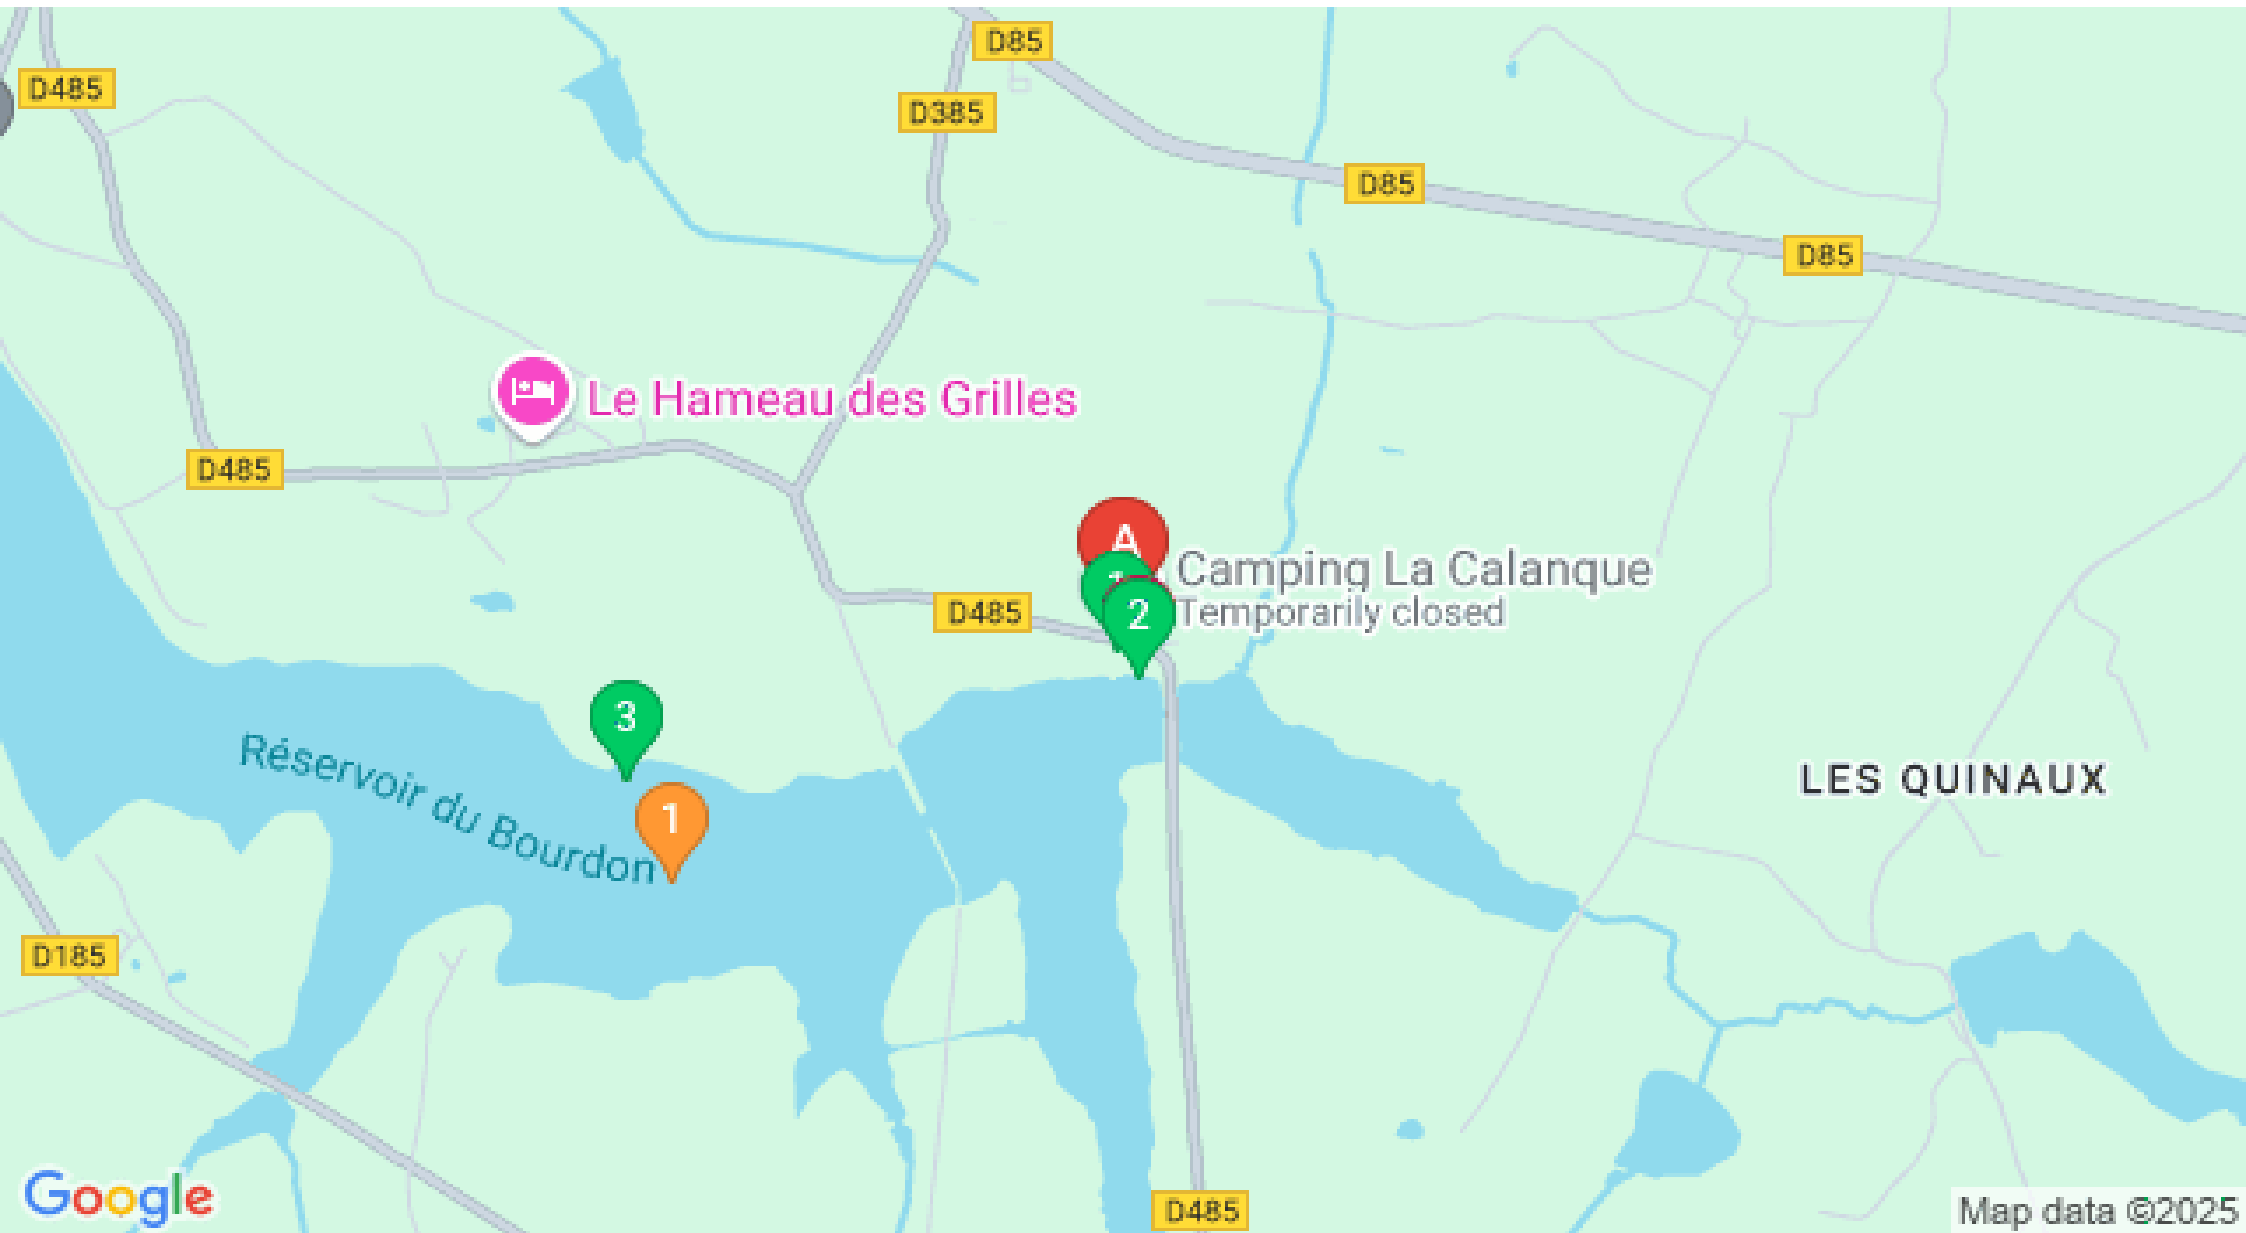 D85
D485
D385
D85
D85
Le Hameau des Grilles
D485
A
1
Camping La Calanque
2
Temporarily closed
D485
3
LES QUINAUX
Réservoir du Bourdon
1
D185
Google
D485
Map data ©2025